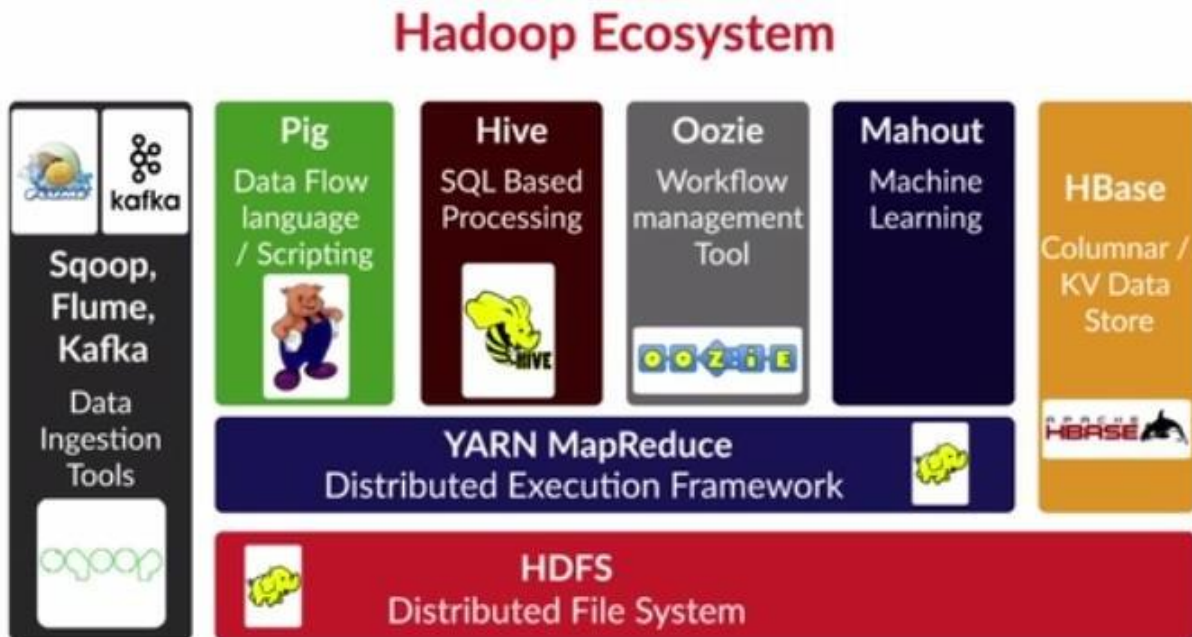 Hadoop Ecosystem
kafka
Sqoop,
Flume,
Kafka
Data
Ingestion
Tools
sqoop
Pig
Data Flow
language
/ Scripting
Hive
SQL Based
Processing
HIVE
Oozie
Workflow
management
Tool
OOZiE
Mahout
Machine
Learning
HBase
Columnar /
KV Data
Store
APACHE
HBASE
YARN MapReduce
Distributed Execution Framework
HDFS
Distributed File System